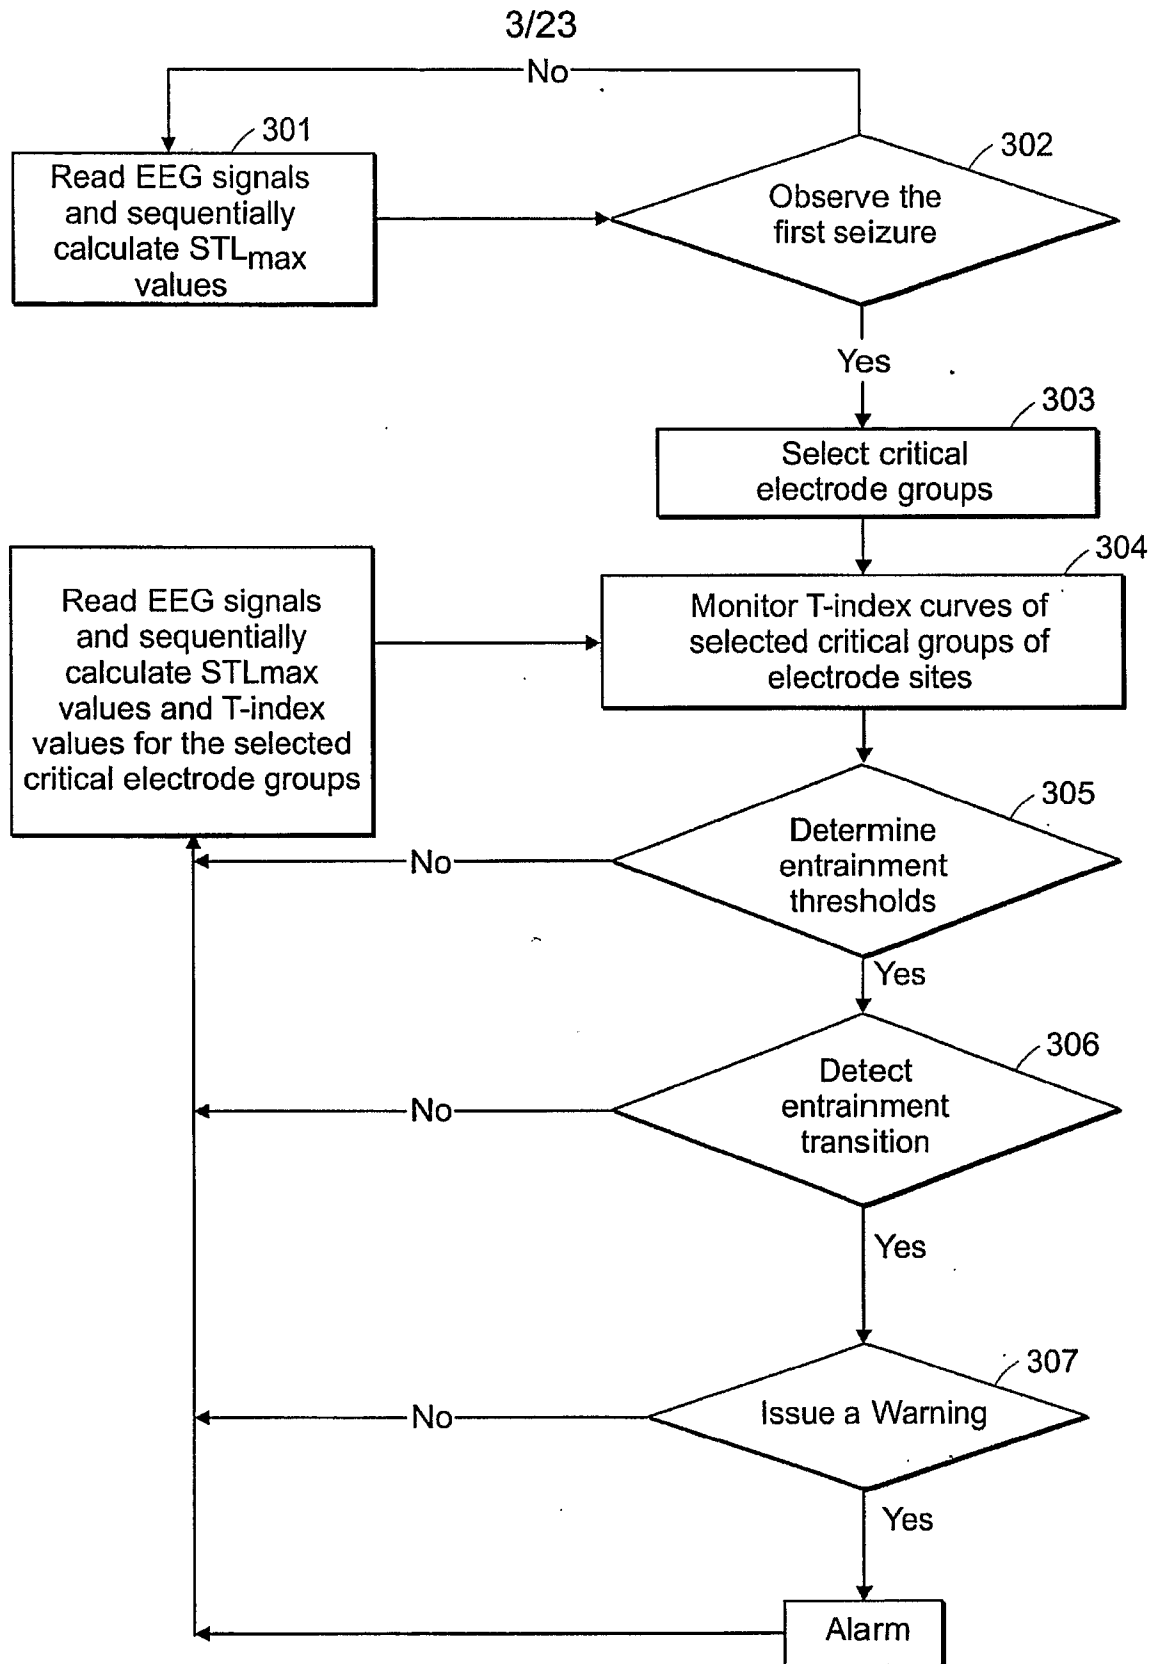 3/23
No
301
Read EEG signals
and sequentially
calculate STLmax
values
302
Observe the
first seizure
Yes
303
Select critical
electrode groups
304
Monitor T-index curves of
selected critical groups of
electrode sites
Read EEG signals
and sequentially
calculate STLmax
values and T-index
values for the selected
critical electrode groups
305
Determine
entrainment
thresholds
No
Yes
306
Detect
entrainment
transition
No
Yes
307
Issue a Warning
No
Yes
Alarm